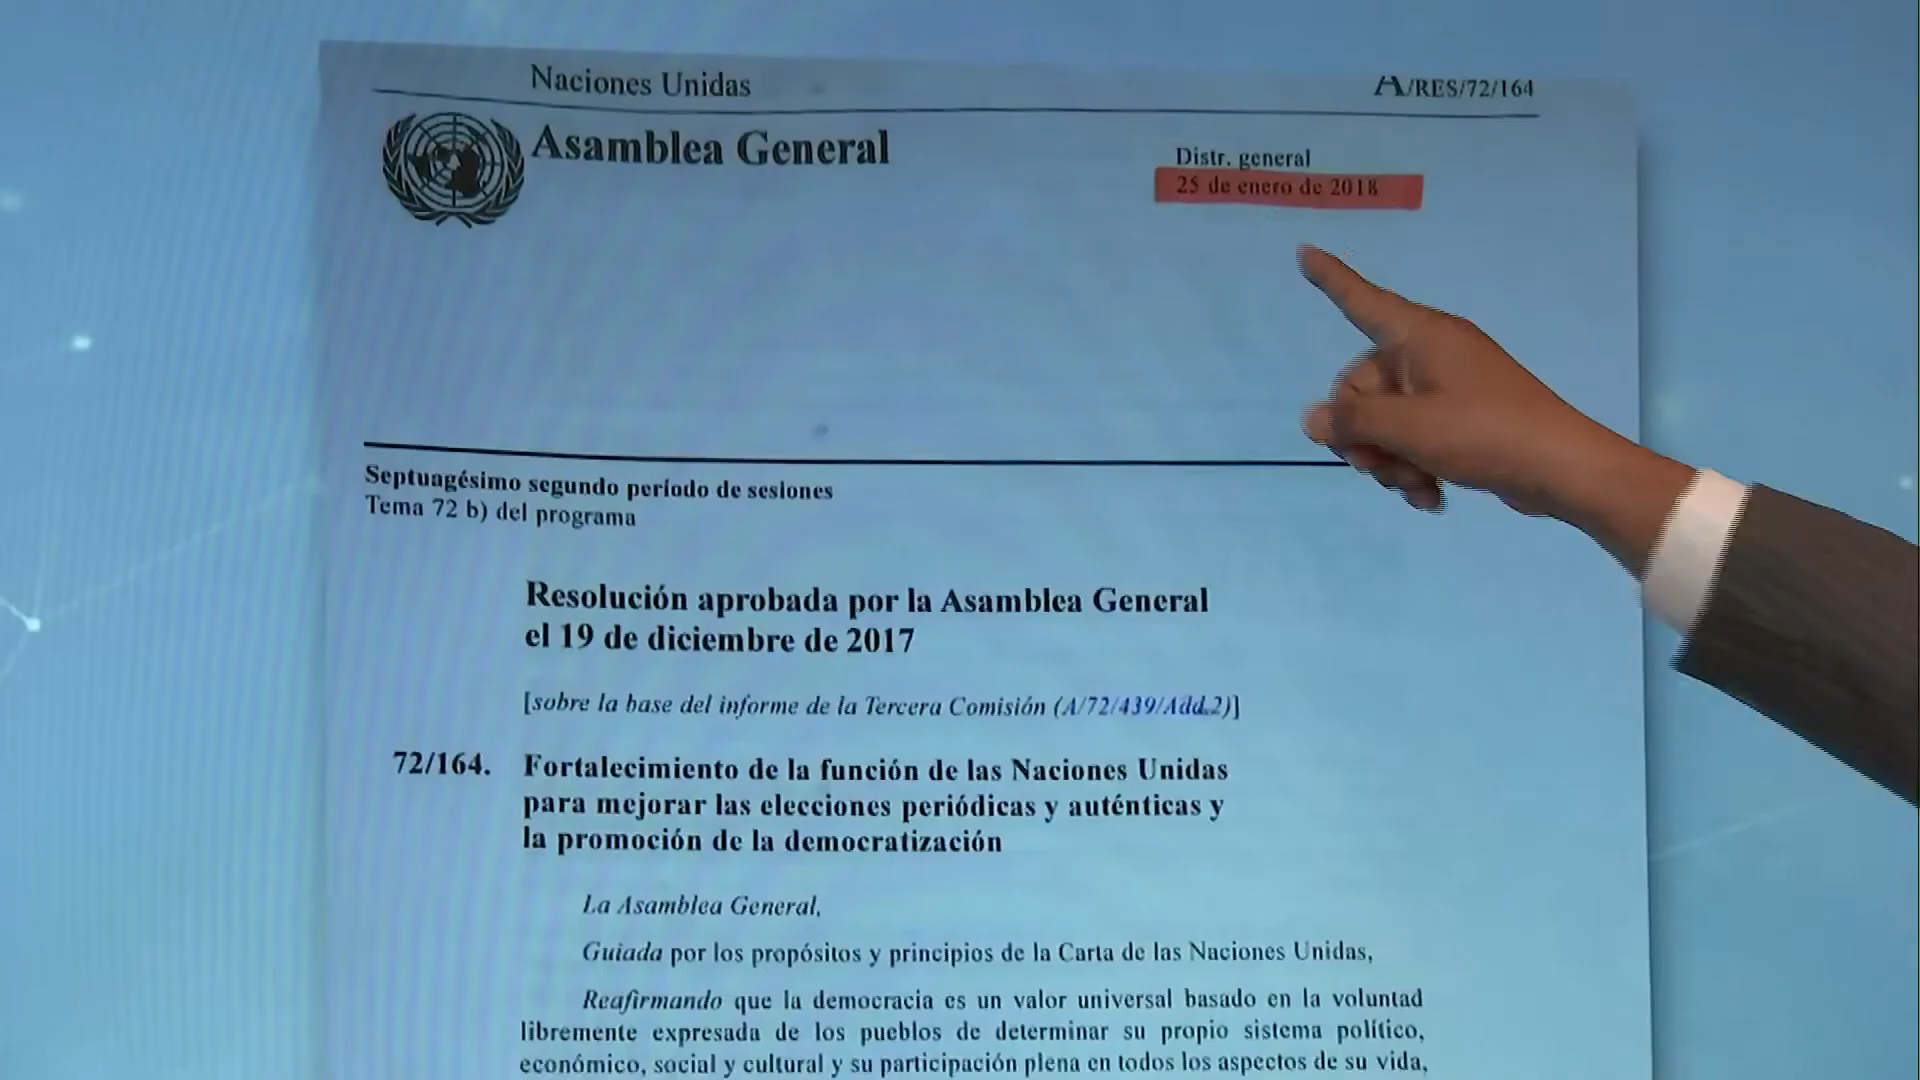 Naciones Unidas
A/RES/72/164
Asamblea General
Distr. general
25 de enero de 2018
Septuagésimo segundo período de sesiones
Tema 72 b) del programa
Resolución aprobada por la Asamblea General
el 19 de diciembre de 2017
[sobre la base del informe de la Tercera Comisión (A/72/439/Add.2)]
72/164. Fortalecimiento de la función de las Naciones Unidas
para mejorar las elecciones periódicas y auténticas y
la promoción de la democratización
La Asamblea General,
Guiada por los propósitos y principios de la Carta de las Naciones Unidas,
Reafirmando que la democracia es un valor universal basado en la voluntad
libremente expresada de los pueblos de determinar su propio sistema político,
económico, social y cultural y su participación plena en todos los aspectos de su vida,